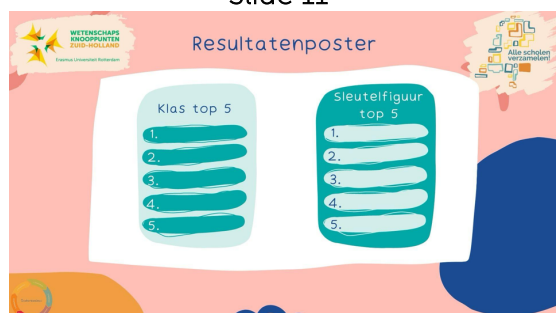 Slide 11
WETENSCHAPS
KNOOPPUNTEN
ZUID-HOLLAND
Erasmus Universiteit Rotterdam
Resultatenposter
Alle scholen
verzamelen!
Klas top 5
1.
2.
3.
4.
5.
Sleutelfiguur
top 5
1.
2.
3.
4.
5.